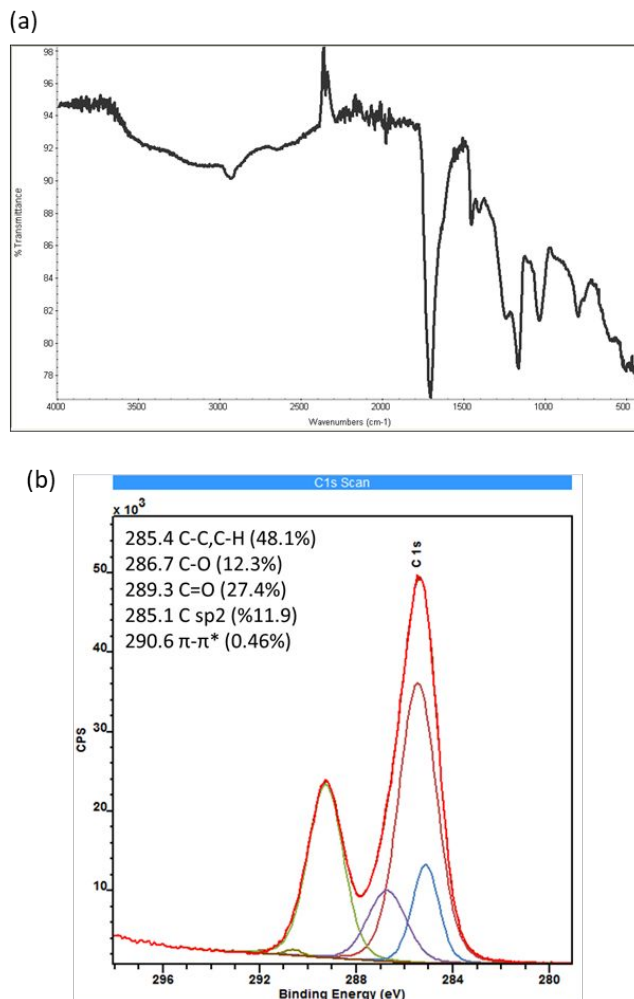 (a)
98
96
94
92
90
88
86
84
82
80
78
% Transmittance
4000 3500 3000 2500 2000 1500 1000 500
Wavenumbers (cm-1)
(b)
C1s Scan
x 10³
285.4 C-C,C-H (48.1%)
286.7 C-O (12.3%)
289.3 C=O (27.4%)
285.1 C sp2 (%11.9)
290.6 π-π* (0.46%)
C 1s
50
40
30
20
10
CPS
296 292 288 284 280
Binding Energy (eV)